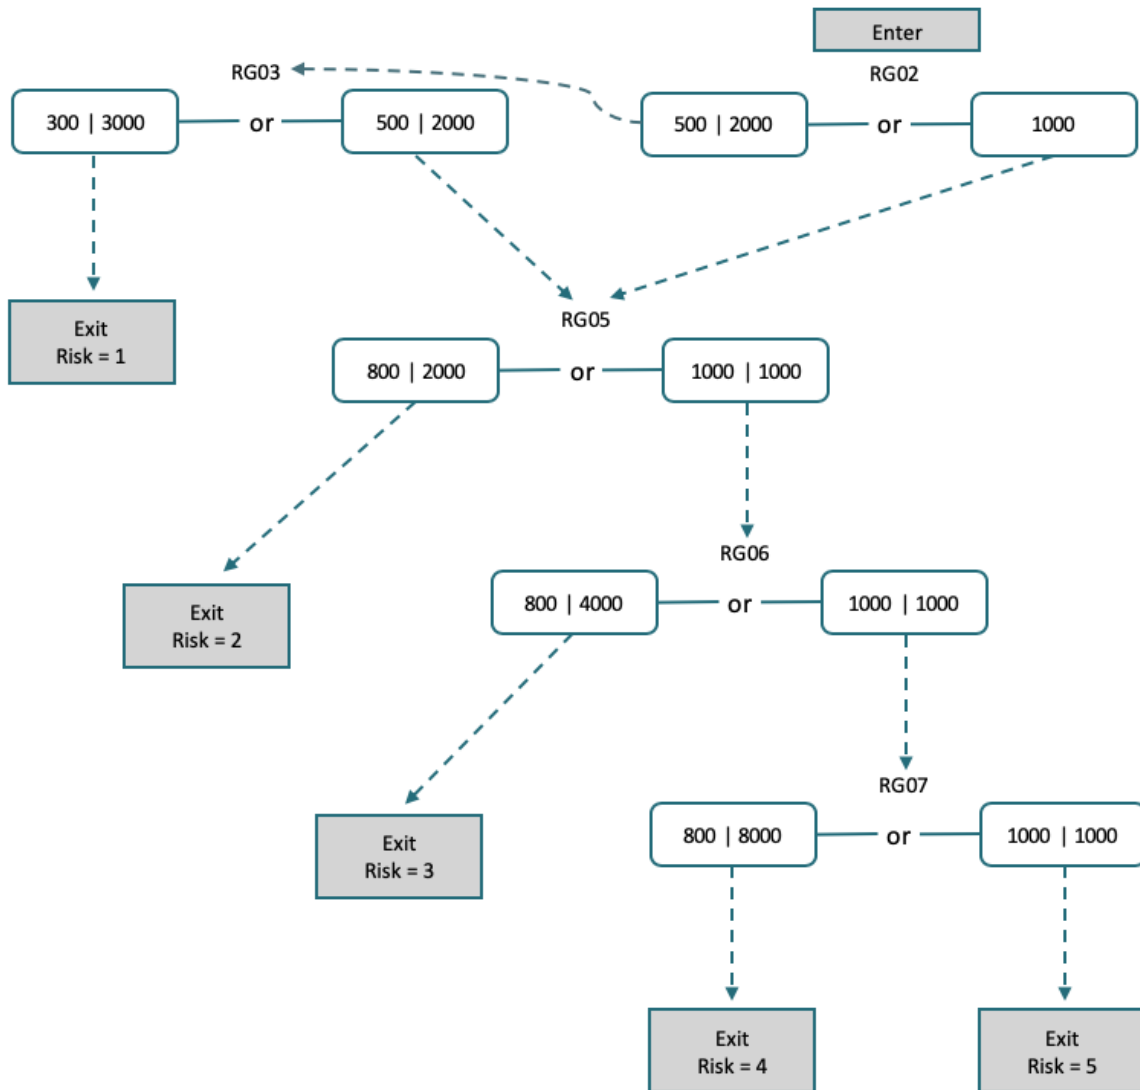 Enter
RG03
RG02
300 | 3000 or 500 | 2000
500 | 2000 or 1000
Exit
Risk = 1
RG05
800 | 2000 or 1000 | 1000
RG06
Exit
Risk = 2
800 | 4000 or 1000 | 1000
RG07
Exit
Risk = 3
800 | 8000 or 1000 | 1000
Exit
Risk = 4
Exit
Risk = 5